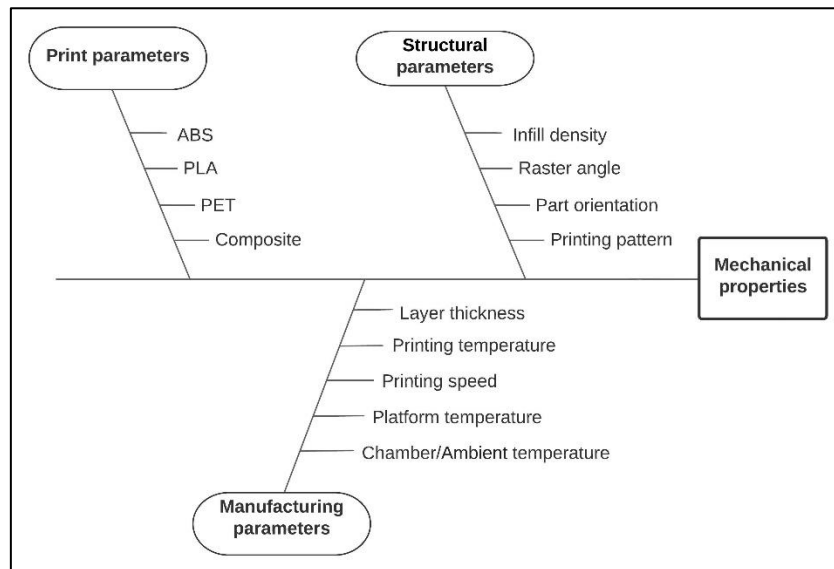 Print parameters
ABS
PLA
PET
Composite
Structural
parameters
Infill density
Raster angle
Part orientation
Printing pattern
Mechanical
properties
Layer thickness
Printing temperature
Printing speed
Platform temperature
Chamber/Ambient temperature
Manufacturing
parameters